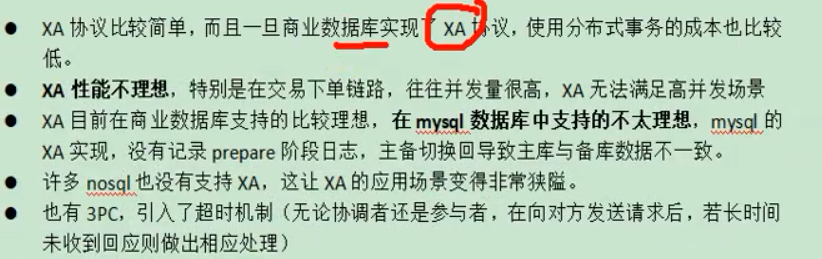 XA 协议比较简单，而且一旦商业数据库实现了 XA 协议，使用分布式事务的成本也比较
低。
XA 性能不理想，特别是在交易下单链路，往往并发量很高，XA 无法满足高并发场景
XA 目前在商业数据库支持的比较理想，在 mysql 数据库中支持的不太理想，mysql 的
XA 实现，没有记录 prepare 阶段日志，主备切换回导致主库与备库数据不一致。
许多 nosql 也没有支持 XA，这让 XA 的应用场景变得非常狭隘。
也有 3PC，引入了超时机制（无论协调者还是参与者，在向对方发送请求后，若长时间
未收到回应则做出相应处理）